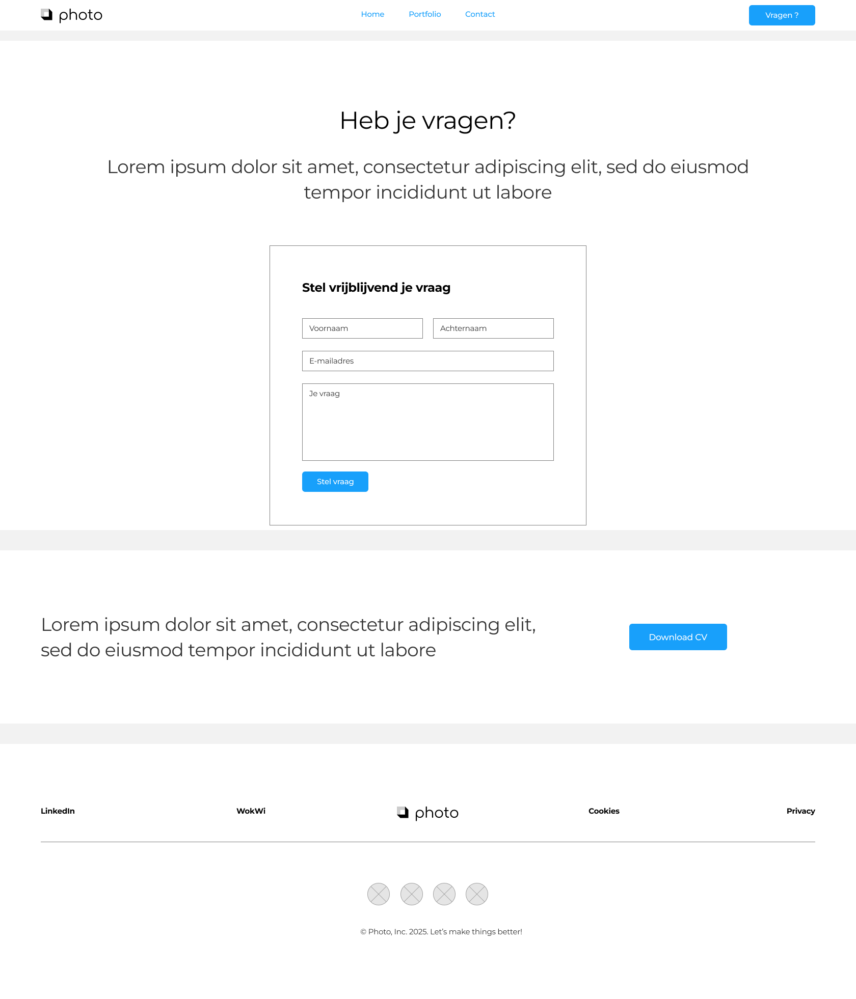 photo
Home Portfolio Contact
Vragen ?
Heb je vragen?
Lorem ipsum dolor sit amet, consectetur adipiscing elit, sed do eiusmod
tempor incididunt ut labore
Stel vrijblijvend je vraag
Voornaam Achternaam
E-mailadres
Je vraag
Stel vraag
Lorem ipsum dolor sit amet, consectetur adipiscing elit,
sed do eiusmod tempor incididunt ut labore
Download CV
LinkedIn WokWi photo Cookies Privacy
© Photo, Inc. 2025. Let’s make things better!